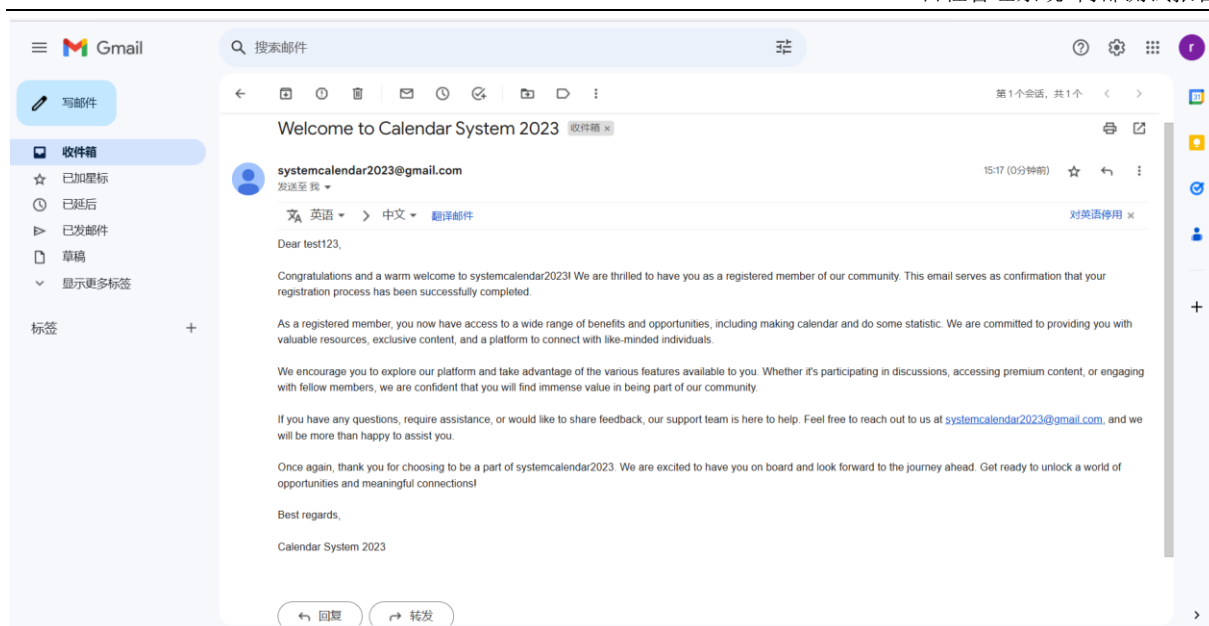 Gmail
搜索邮件
r
写邮件
第1个会话，共1个
31
Welcome to Calendar System 2023 收件箱 ×
收件箱
已加星标
已延后
已发邮件
草稿
显示更多标签
标签 +
systemcalendar2023@gmail.com
15:17 (0分钟前)
发送至 我
英语 > 中文 翻译邮件
对英语停用 ×
Dear test123,
Congratulations and a warm welcome to systemcalendar2023! We are thrilled to have you as a registered member of our community. This email serves as confirmation that your
registration process has been successfully completed.
As a registered member, you now have access to a wide range of benefits and opportunities, including making calendar and do some statistic. We are committed to providing you with
valuable resources, exclusive content, and a platform to connect with like-minded individuals.
We encourage you to explore our platform and take advantage of the various features available to you. Whether it's participating in discussions, accessing premium content, or engaging
with fellow members, we are confident that you will find immense value in being part of our community.
If you have any questions, require assistance, or would like to share feedback, our support team is here to help. Feel free to reach out to us at systemcalendar2023@gmail.com, and we
will be more than happy to assist you.
Once again, thank you for choosing to be a part of systemcalendar2023. We are excited to have you on board and look forward to the journey ahead. Get ready to unlock a world of
opportunities and meaningful connections!
Best regards,
Calendar System 2023
回复
转发